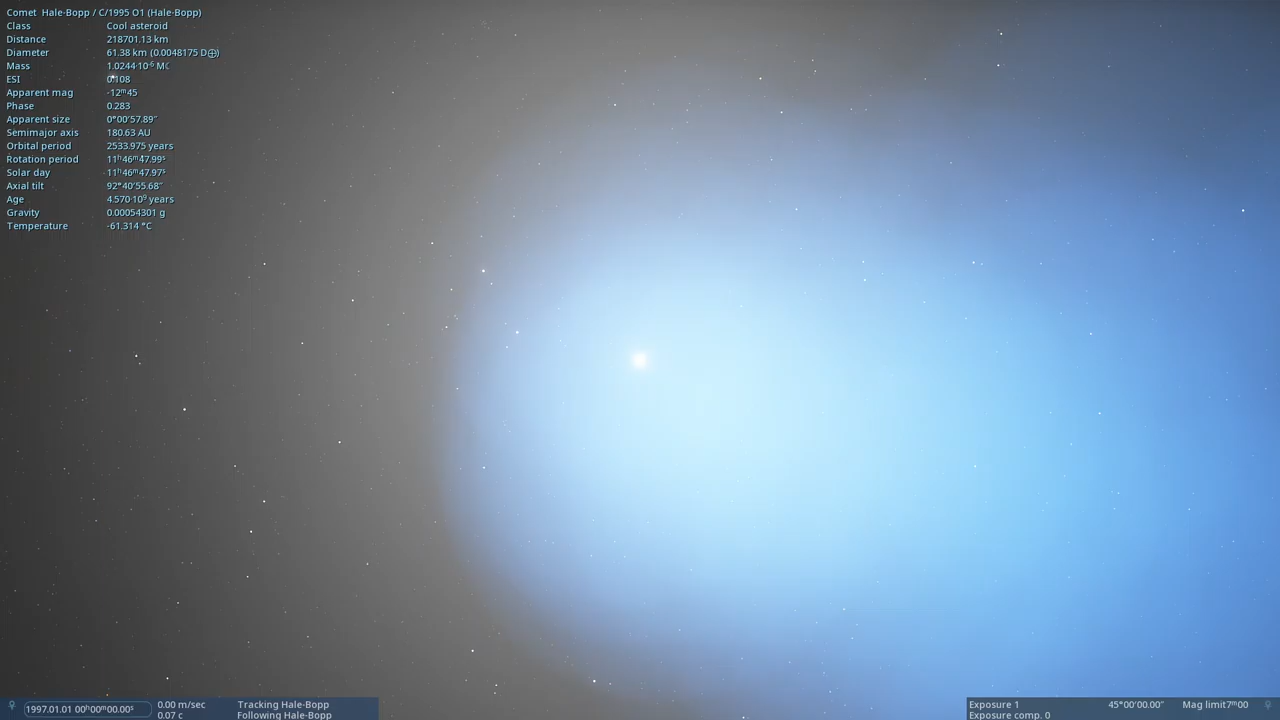 Comet Hale-Bopp / C/1995 O1 (Hale-Bopp)
Class Cool asteroid
Distance 218701.13 km
Diameter 61.38 km (0.0048175 D⊕)
Mass 1.0244·10⁻⁶ M☾
ESI 0.108
Apparent mag -12ᵐ45
Phase 0.283
Apparent size 0°00'57.89"
Semimajor axis 180.63 AU
Orbital period 2533.975 years
Rotation period 11ʰ46ᵐ47.99ˢ
Solar day 11ʰ46ᵐ47.97ˢ
Axial tilt 92°40'55.68"
Age 4.570·10⁹ years
Gravity 0.00054301 g
Temperature -61.314 °C
1997.01.01 00ʰ00ᵐ00.00ˢ
0.00 m/sec
0.07 c
Tracking Hale-Bopp
Following Hale-Bopp
Exposure 1 45°00'00.00" Mag limit 7ᵐ00
Exposure comp. 0